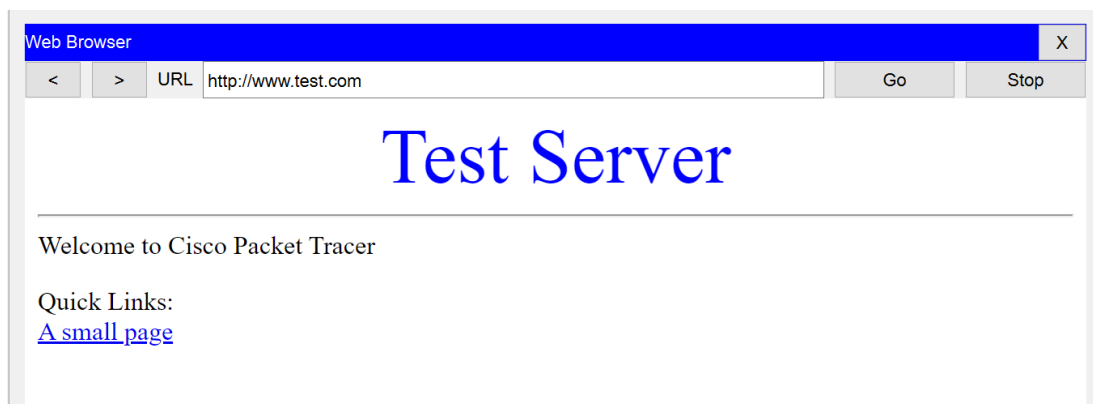 Web Browser X
< > URL http://www.test.com Go Stop
Test Server
Welcome to Cisco Packet Tracer
Quick Links:
A small page